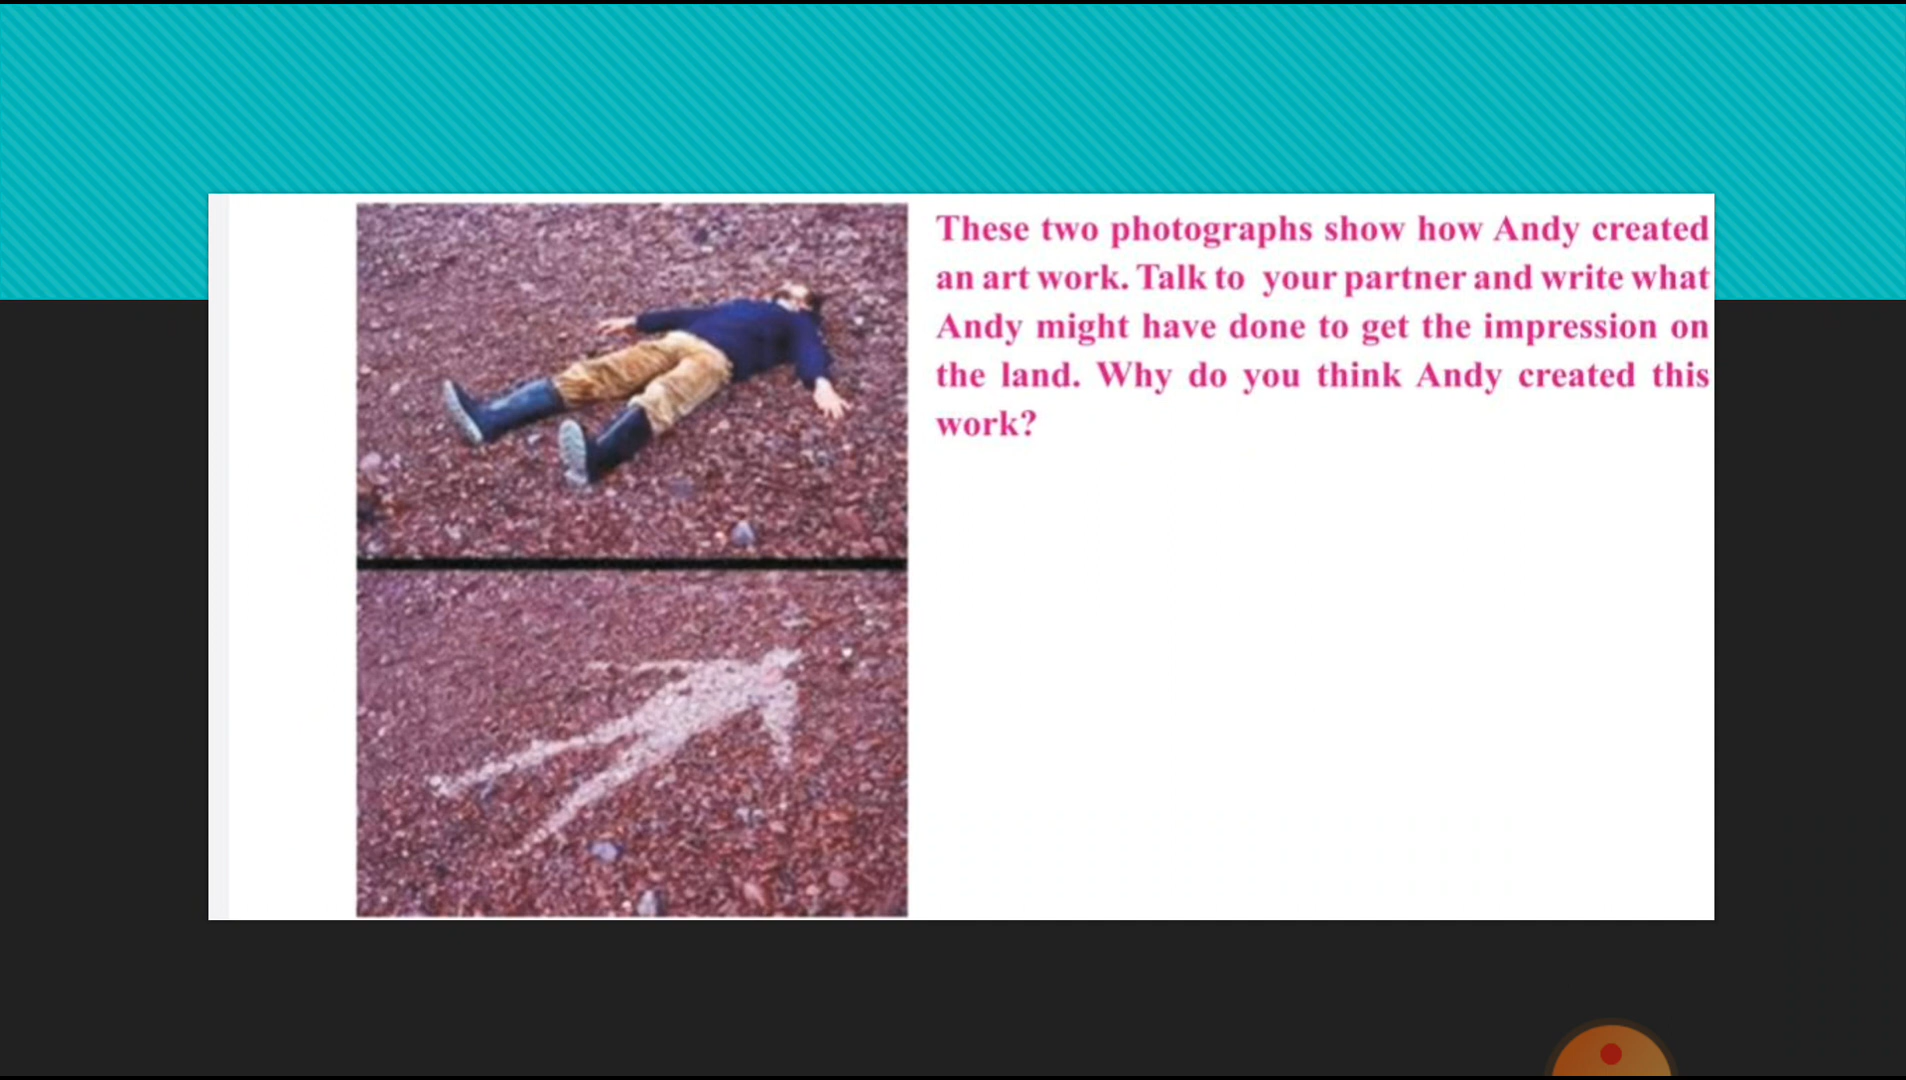 These two photographs show how Andy created
an art work. Talk to your partner and write what
Andy might have done to get the impression on
the land. Why do you think Andy created this
work?